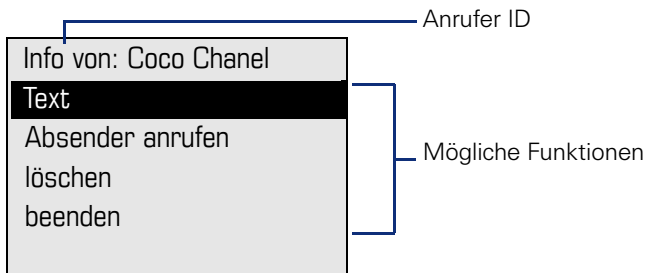 Anrufer ID
Info von: Coco Chanel
Text
Absender anrufen
löschen
beenden
Mögliche Funktionen